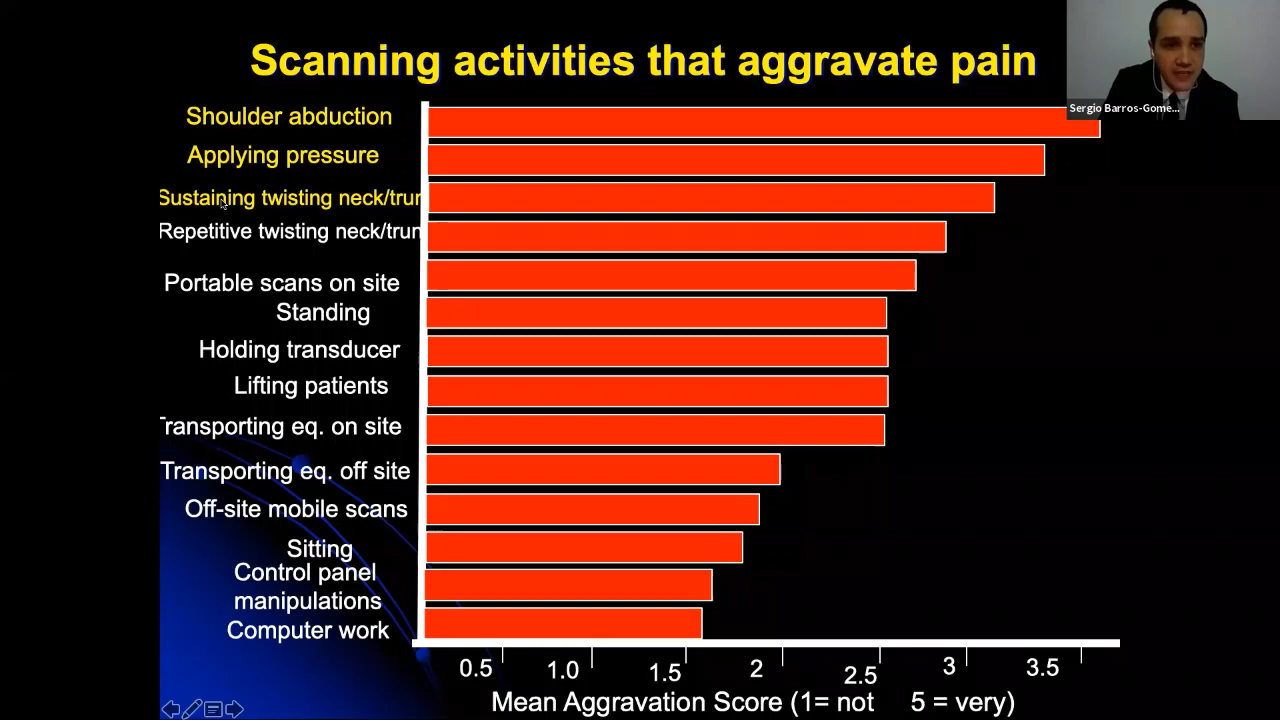 Scanning activities that aggravate pain
Sergio Barros-Gome...
Shoulder abduction
Applying pressure
Sustaining twisting neck/trun
Repetitive twisting neck/trun
Portable scans on site
Standing
Holding transducer
Lifting patients
Transporting eq. on site
Transporting eq. off site
Off-site mobile scans
Sitting
Control panel
manipulations
Computer work
0.5 1.0 1.5 2 2.5 3 3.5
Mean Aggravation Score (1= not 5 = very)